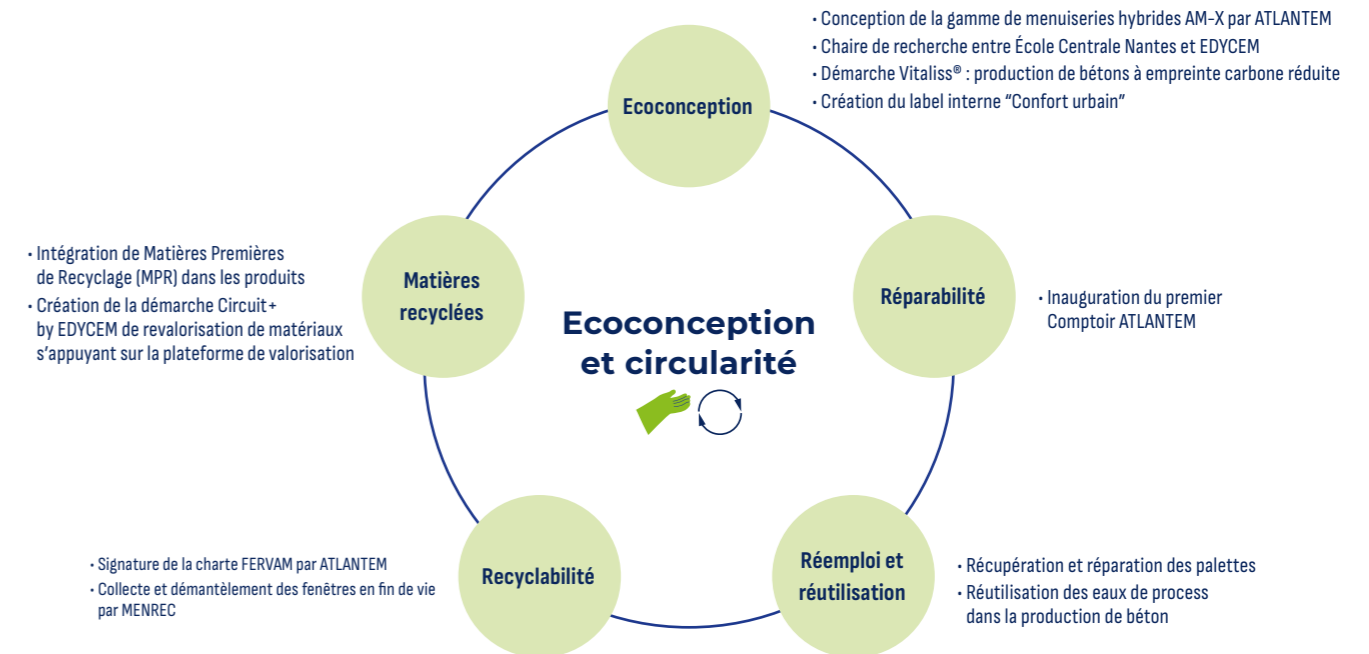 Ecoconception
• Conception de la gamme de menuiseries hybrides AM-X par ATLANTEM
• Chaire de recherche entre École Centrale Nantes et EDYCEM
• Démarche Vitaliss® : production de bétons à empreinte carbone réduite
• Création du label interne “Confort urbain”
Matières
recyclées
• Intégration de Matières Premières
de Recyclage (MPR) dans les produits
• Création de la démarche Circuit+
by EDYCEM de revalorisation de matériaux
s’appuyant sur la plateforme de valorisation
Ecoconception
et circularité
Réparabilité
• Inauguration du premier
Comptoir ATLANTEM
Recyclabilité
• Signature de la charte FERVAM par ATLANTEM
• Collecte et démantèlement des fenêtres en fin de vie
par MENREC
Réemploi et
réutilisation
• Récupération et réparation des palettes
• Réutilisation des eaux de process
dans la production de béton